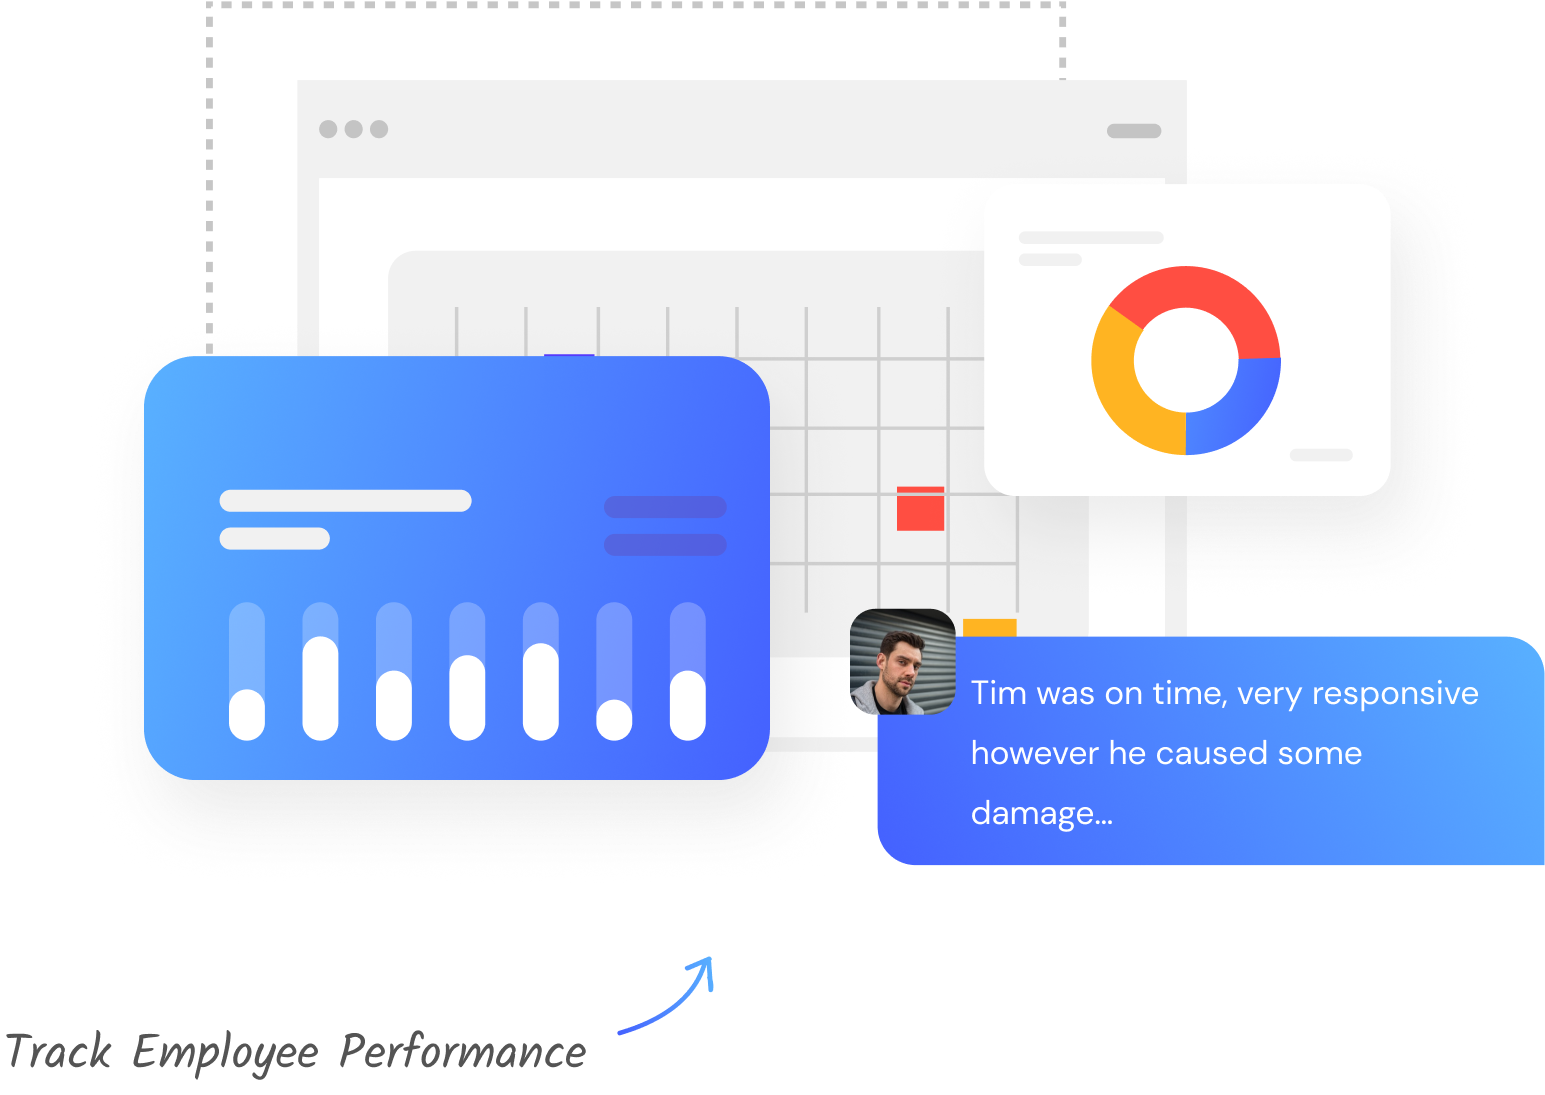 Tim was on time, very responsive
however he caused some
damage...
Track Employee Performance